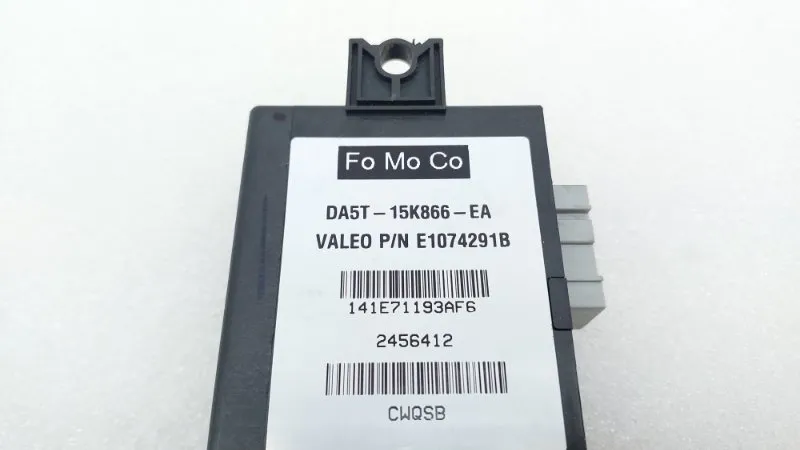 Fo Mo Co
DA5T-15K866-EA
VALEO P/N E1074291B
141E71193AF6
2456412
CWQSB